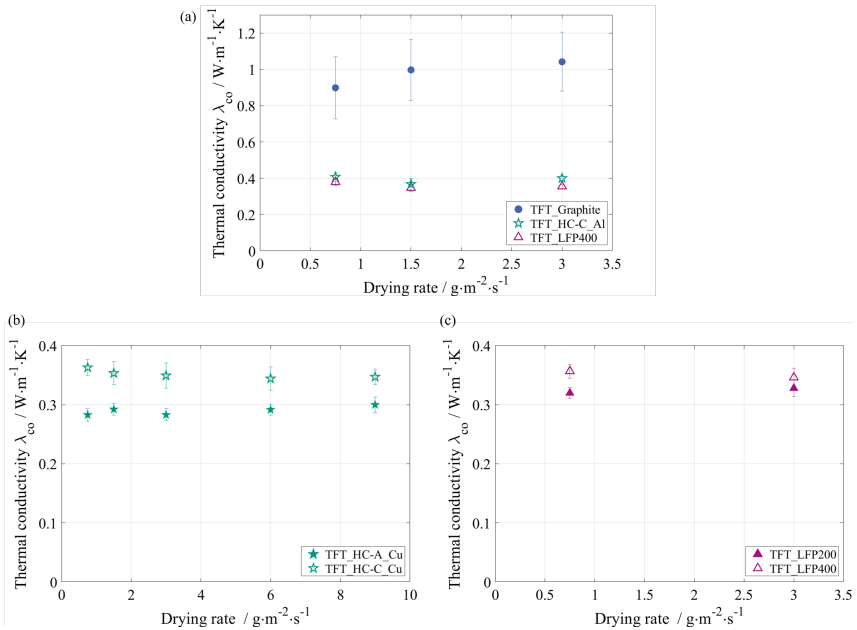 (a)
Thermal conductivity λco / W·m-1·K-1
1.2
1
0.8
0.6
0.4
0.2
0
0 0.5 1 1.5 2 2.5 3 3.5
TFT_Graphite
TFT_HC-C_Al
TFT_LFP400
Drying rate / g·m-2·s-1
(b)
Thermal conductivity λco / W·m-1·K-1
0.4
0.3
0.2
0.1
0
0 2 4 6 8 10
TFT_HC-A_Cu
TFT_HC-C_Cu
Drying rate / g·m-2·s-1
(c)
Thermal conductivity λco / W·m-1·K-1
0.4
0.3
0.2
0.1
0
0 0.5 1 1.5 2 2.5 3 3.5
TFT_LFP200
TFT_LFP400
Drying rate / g·m-2·s-1